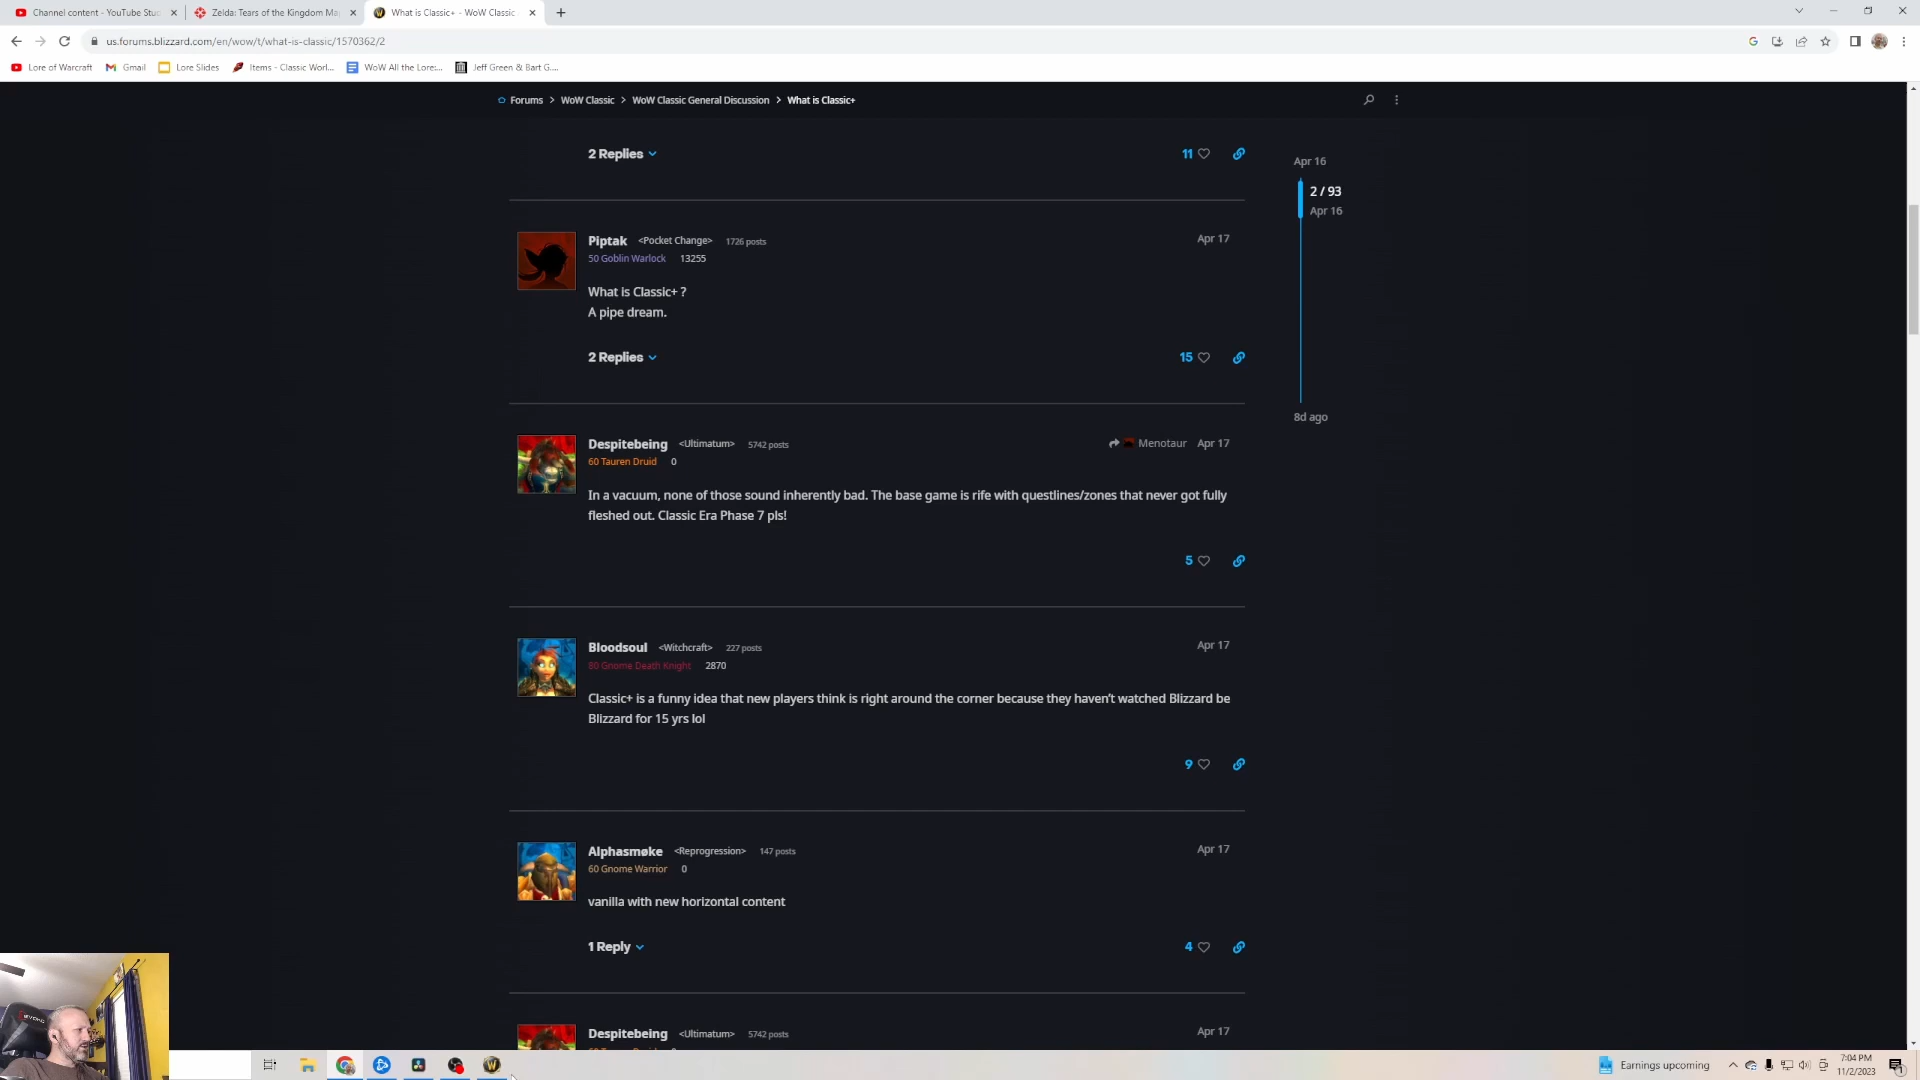 Channel content - YouTube Stu
Zelda: Tears of the Kingdom Ma
What is Classic+ - WoW Classic
us.forums.blizzard.com/en/wow/t/what-is-classic/1570362/2
Lore of Warcraft
Gmail
Lore Slides
Items - Classic Worl...
WoW All the Lore:...
Jeff Green & Bart G....
Forums > WoW Classic > WoW Classic General Discussion > What is Classic+
2 Replies
11
Apr 16
2 / 93
Apr 16
8d ago
Piptak <Pocket Change> 1726 posts
Apr 17
50 Goblin Warlock 13255
What is Classic+ ?
A pipe dream.
2 Replies
15
Despitebeing <Ultimatum> 5742 posts
Menotaur Apr 17
60 Tauren Druid 0
In a vacuum, none of those sound inherently bad. The base game is rife with questlines/zones that never got fully
fleshed out. Classic Era Phase 7 pls!
5
Bloodsoul <Witchcraft> 227 posts
Apr 17
80 Gnome Death Knight 2870
Classic+ is a funny idea that new players think is right around the corner because they haven't watched Blizzard be
Blizzard for 15 yrs lol
9
Alphasmøke <Reprogression> 147 posts
Apr 17
60 Gnome Warrior 0
vanilla with new horizontal content
1 Reply
4
Despitebeing <Ultimatum> 5742 posts
Apr 17
Earnings upcoming
7:04 PM
11/2/2023